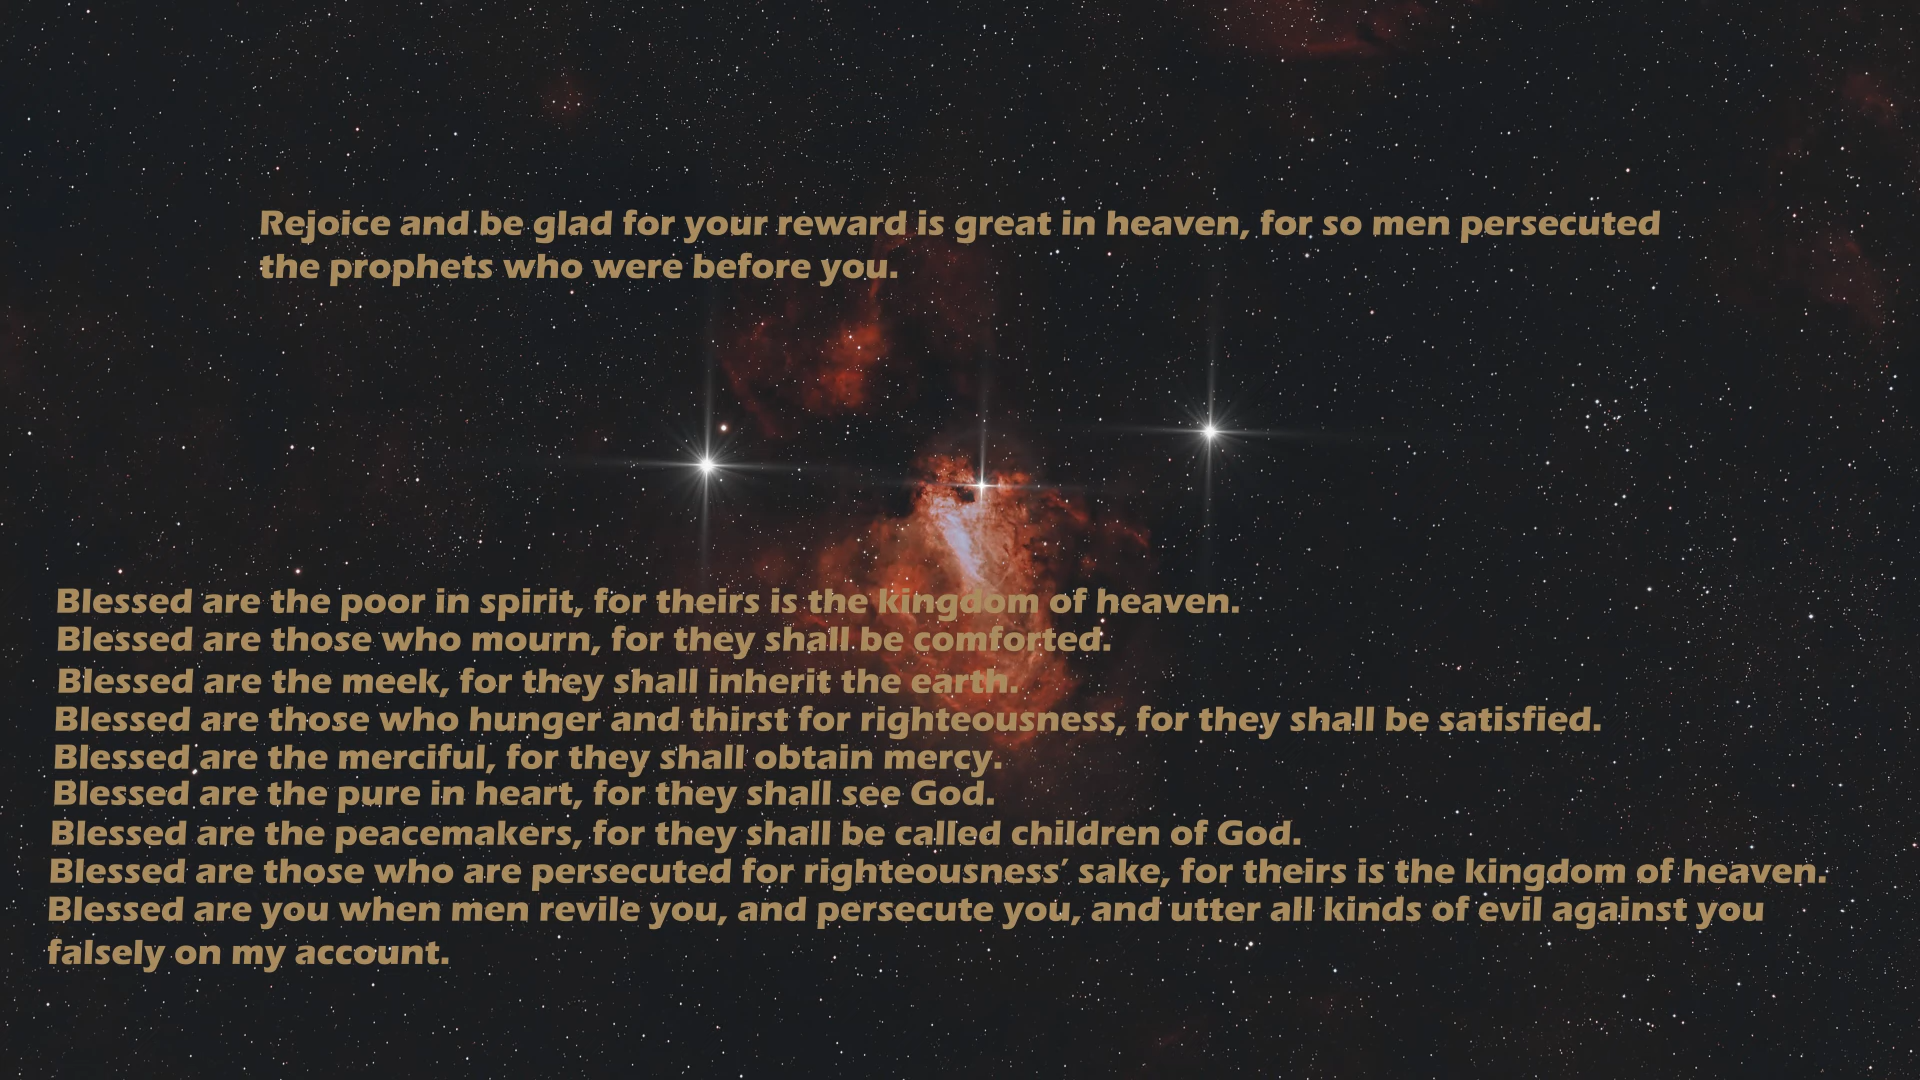 Rejoice and be glad for your reward is great in heaven, for so men persecuted
the prophets who were before you.
Blessed are the poor in spirit, for theirs is the kingdom of heaven.
Blessed are those who mourn, for they shall be comforted.
Blessed are the meek, for they shall inherit the earth.
Blessed are those who hunger and thirst for righteousness, for they shall be satisfied.
Blessed are the merciful, for they shall obtain mercy.
Blessed are the pure in heart, for they shall see God.
Blessed are the peacemakers, for they shall be called children of God.
Blessed are those who are persecuted for righteousness’ sake, for theirs is the kingdom of heaven.
Blessed are you when men revile you, and persecute you, and utter all kinds of evil against you
falsely on my account.